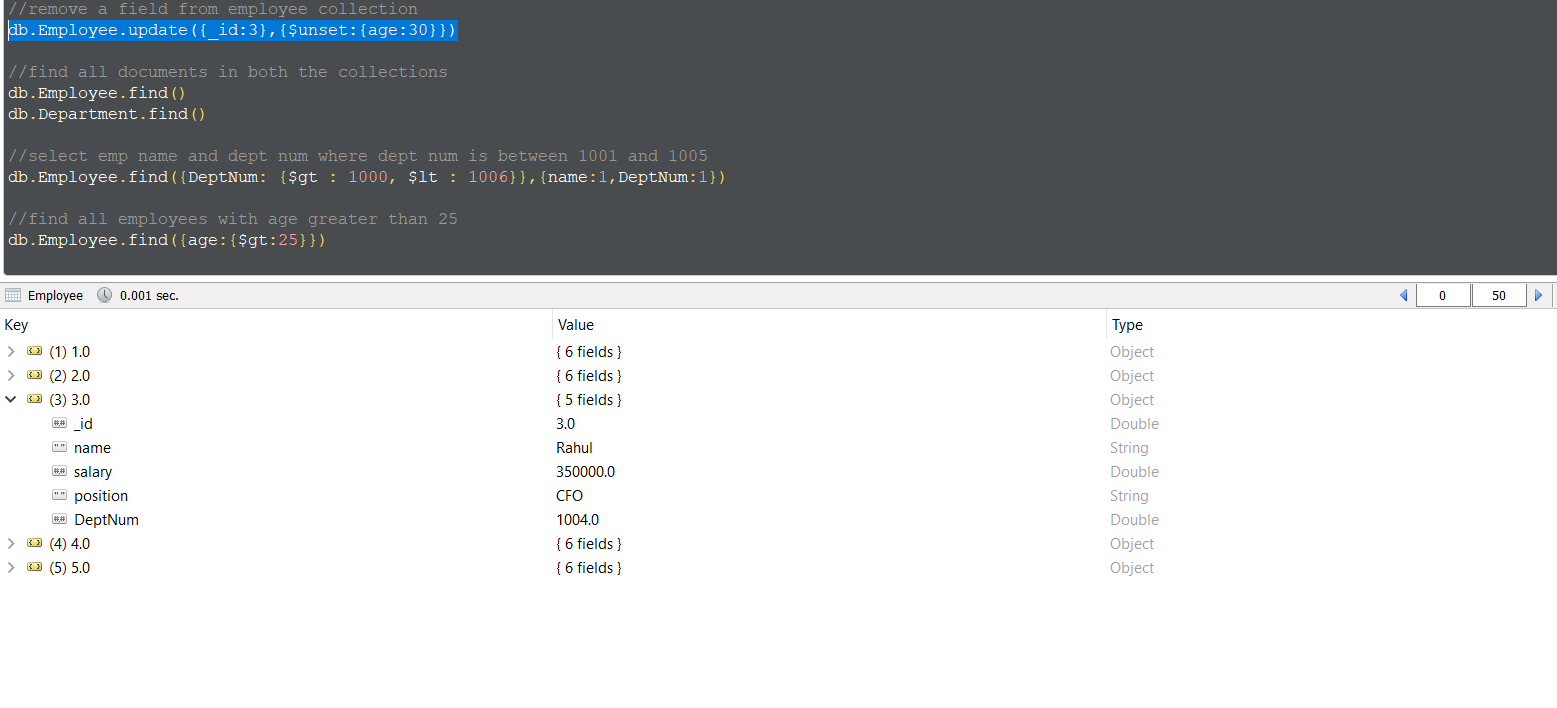 //remove a field from employee collection
db.Employee.update({_id:3},{$unset:{age:30}})
//find all documents in both the collections
db.Employee.find()
db.Department.find()
//select emp name and dept num where dept num is between 1001 and 1005
db.Employee.find({DeptNum: {$gt : 1000, $lt : 1006}},{name:1,DeptNum:1})
//find all employees with age greater than 25
db.Employee.find({age:{$gt:25}})
Employee 0.001 sec. 0 50
Key Value Type
(1) 1.0 { 6 fields } Object
(2) 2.0 { 6 fields } Object
(3) 3.0 { 5 fields } Object
_id 3.0 Double
name Rahul String
salary 350000.0 Double
position CFO String
DeptNum 1004.0 Double
(4) 4.0 { 6 fields } Object
(5) 5.0 { 6 fields } Object